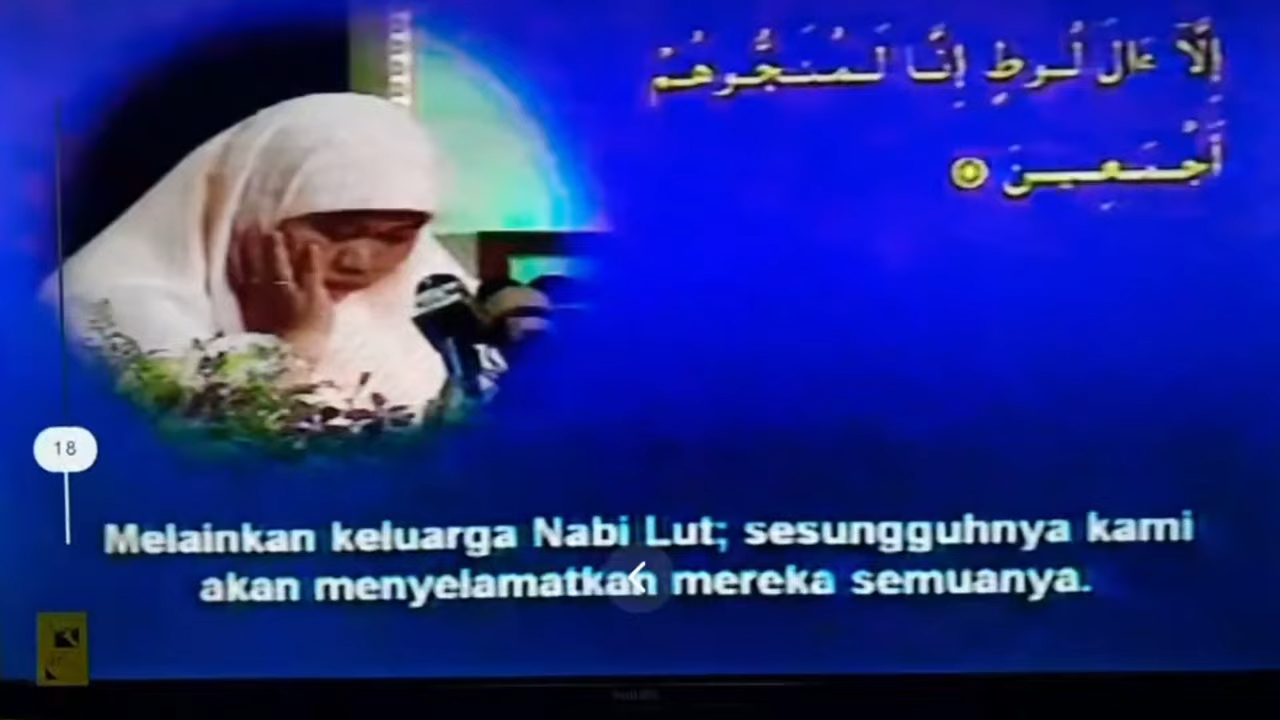 إِلَّآ ءَالَ لُوطٍ إِنَّا لَمُنَجُّوهُمْ
أَجْمَعِينَ
18
Melainkan keluarga Nabi Lut; sesungguhnya kami
akan menyelamatkan mereka semuanya.